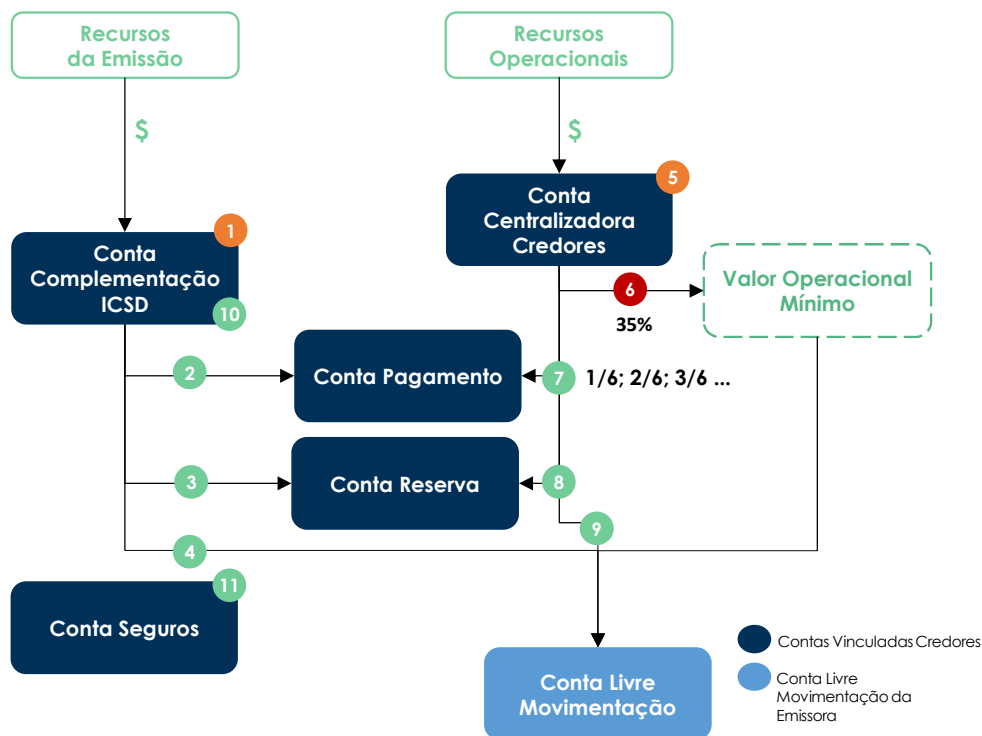 Recursos
da Emissão
Recursos
Operacionais
$
$
5
Conta
Centralizadora
Credores
1
Conta
Complementação
ICSD
10
6
35%
Valor Operacional
Mínimo
2
Conta Pagamento
7
1/6; 2/6; 3/6 ...
3
Conta Reserva
8
9
4
11
Conta Seguros
Conta Livre
Movimentação
Contas Vinculadas Credores
Conta Livre
Movimentação da
Emissora